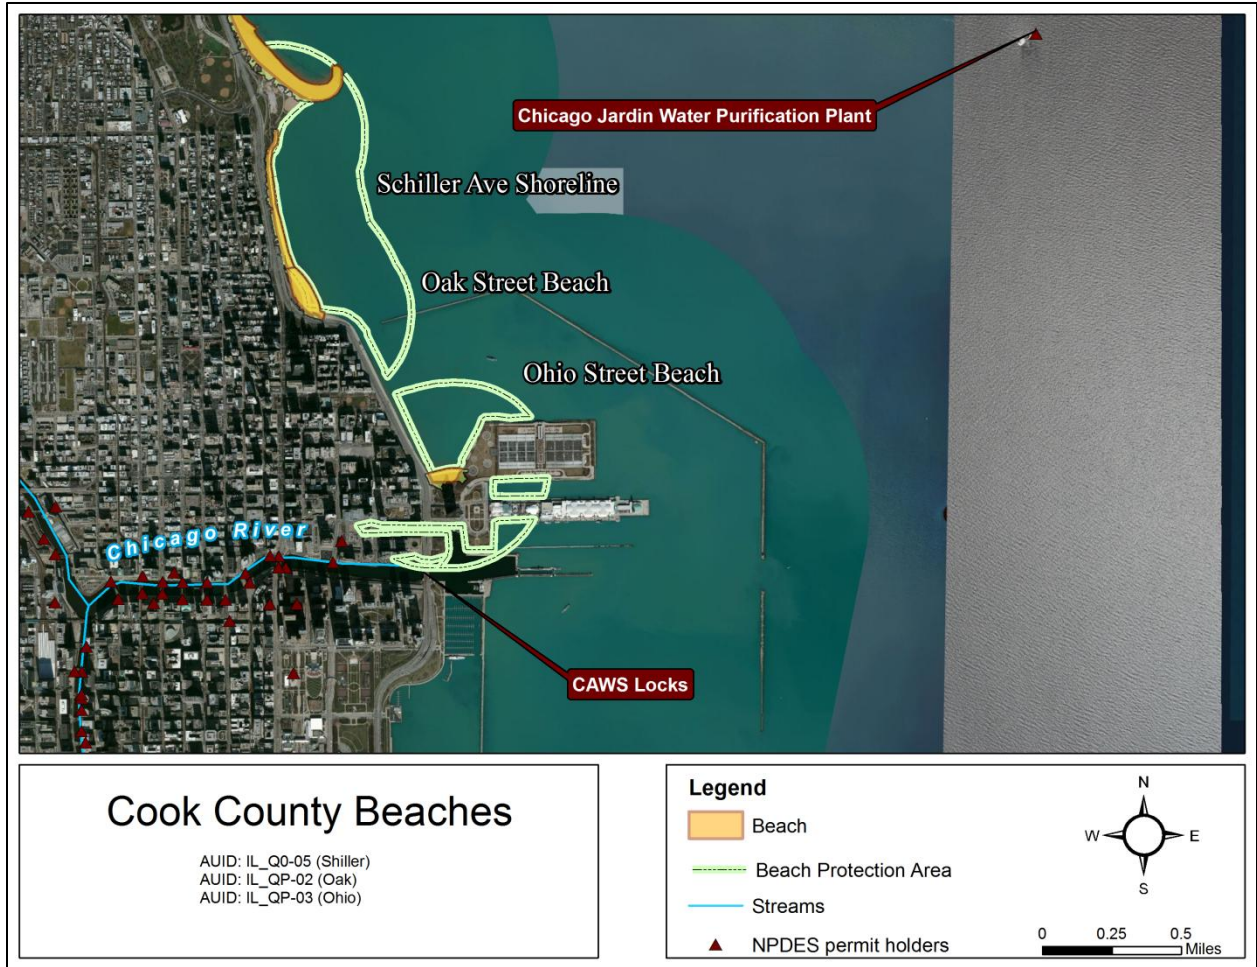 Chicago Jardin Water Purification Plant
Schiller Ave Shoreline
Oak Street Beach
Ohio Street Beach
Chicago River
CAWS Locks
Cook County Beaches
AUID: IL_Q0-05 (Shiller)
AUID: IL_QP-02 (Oak)
AUID: IL_QP-03 (Ohio)
Legend
Beach
Beach Protection Area
Streams
NPDES permit holders
N
W E
S
0 0.25 0.5
Miles